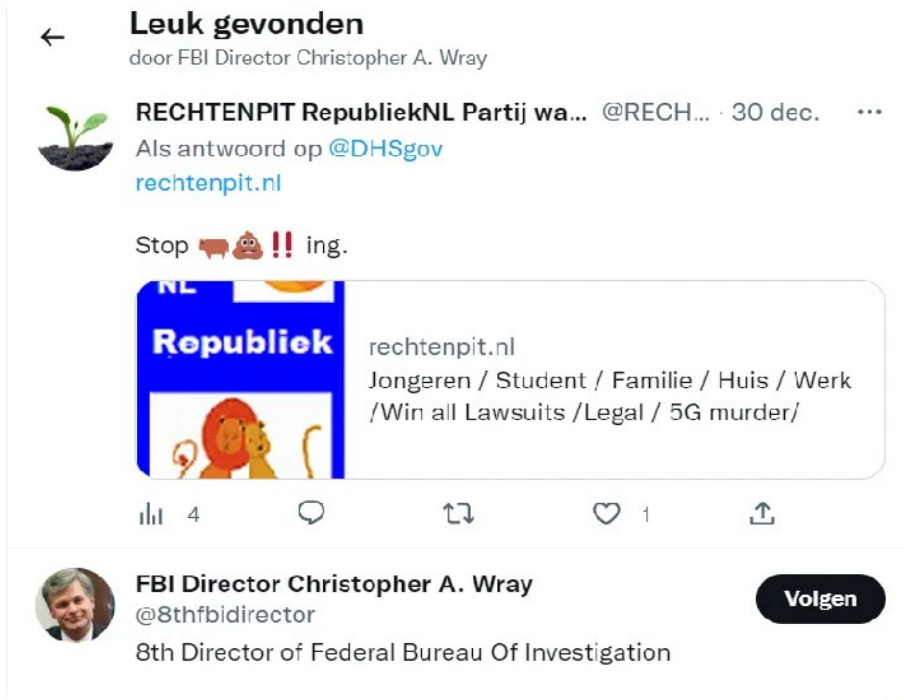 Leuk gevonden
door FBI Director Christopher A. Wray
RECHTENPIT RepubliekNL Partij wa... @RECH... · 30 dec.
Als antwoord op @DHSgov
rechtenpit.nl
Stop 🐂💩‼️ ing.
NL
Republiek
rechtenpit.nl
Jongeren / Student / Familie / Huis / Werk
/Win all Lawsuits /Legal / 5G murder/
4
1
FBI Director Christopher A. Wray
@8thfbidirector
Volgen
8th Director of Federal Bureau Of Investigation